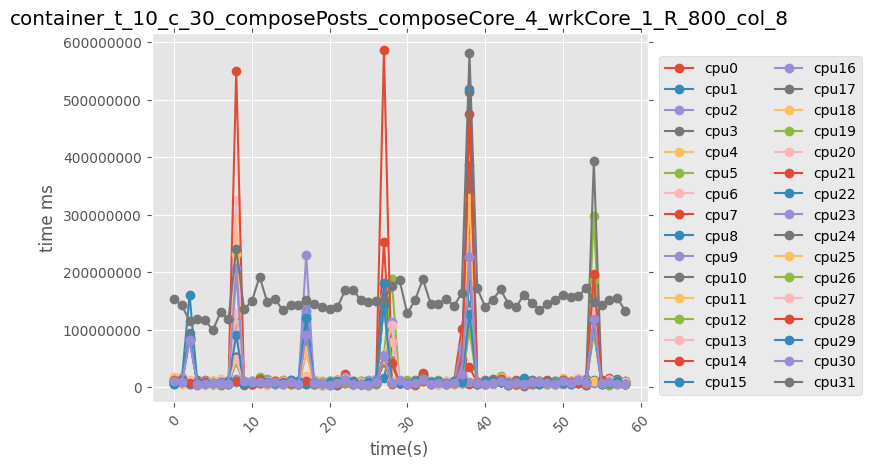 container_t_10_c_30_composePosts_composeCore_4_wrkCore_1_R_800_col_8
600000000
500000000
400000000
300000000
200000000
100000000
0
time ms
0
10
20
30
40
50
60
time(s)
cpu0
cpu1
cpu2
cpu3
cpu4
cpu5
cpu6
cpu7
cpu8
cpu9
cpu10
cpu11
cpu12
cpu13
cpu14
cpu15
cpu16
cpu17
cpu18
cpu19
cpu20
cpu21
cpu22
cpu23
cpu24
cpu25
cpu26
cpu27
cpu28
cpu29
cpu30
cpu31